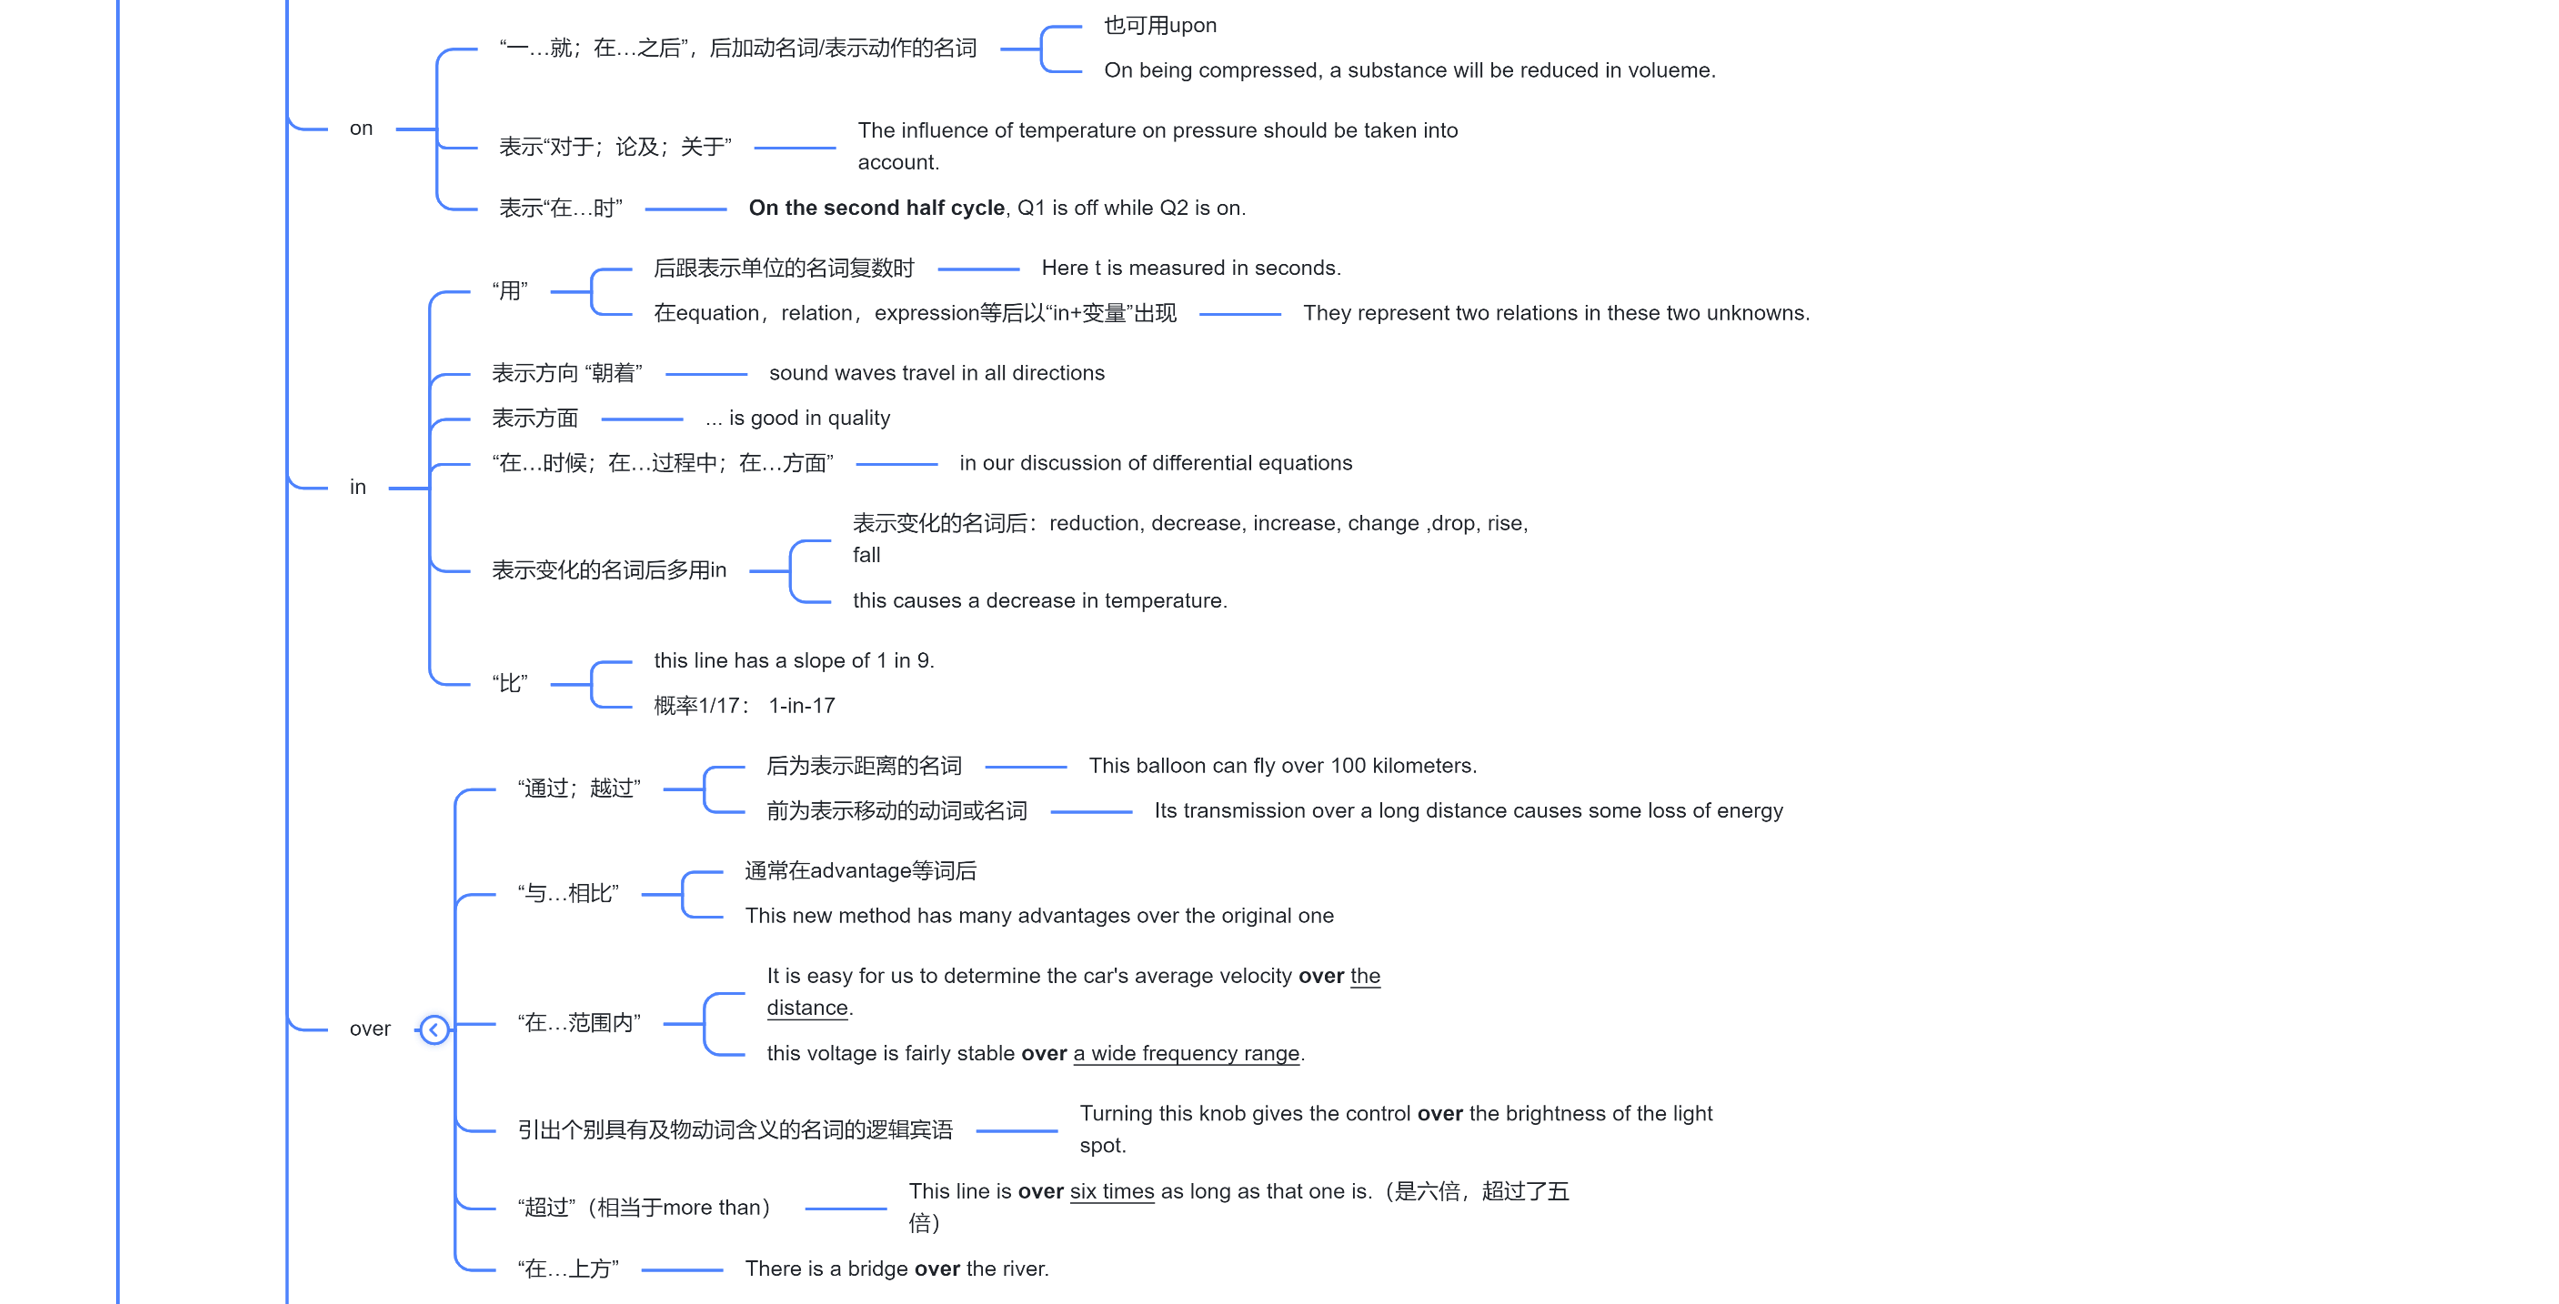 on
“一…就；在…之后”，后加动名词/表示动作的名词
也可用upon
On being compressed, a substance will be reduced in volueme.
表示“对于；论及；关于”
The influence of temperature on pressure should be taken into
account.
表示“在…时”
On the second half cycle, Q1 is off while Q2 is on.
in
“用”
后跟表示单位的名词复数时
Here t is measured in seconds.
在equation，relation，expression等后以“in+变量”出现
They represent two relations in these two unknowns.
表示方向 “朝着”
sound waves travel in all directions
表示方面
... is good in quality
“在…时候；在…过程中；在…方面”
in our discussion of differential equations
表示变化的名词后多用in
表示变化的名词后：reduction, decrease, increase, change ,drop, rise,
fall
this causes a decrease in temperature.
“比”
this line has a slope of 1 in 9.
概率1/17： 1-in-17
over
“通过；越过”
后为表示距离的名词
This balloon can fly over 100 kilometers.
前为表示移动的动词或名词
Its transmission over a long distance causes some loss of energy
“与…相比”
通常在advantage等词后
This new method has many advantages over the original one
“在…范围内”
It is easy for us to determine the car's average velocity over the
distance.
this voltage is fairly stable over a wide frequency range.
引出个别具有及物动词含义的名词的逻辑宾语
Turning this knob gives the control over the brightness of the light
spot.
“超过”（相当于more than）
This line is over six times as long as that one is.（是六倍，超过了五
倍）
“在…上方”
There is a bridge over the river.